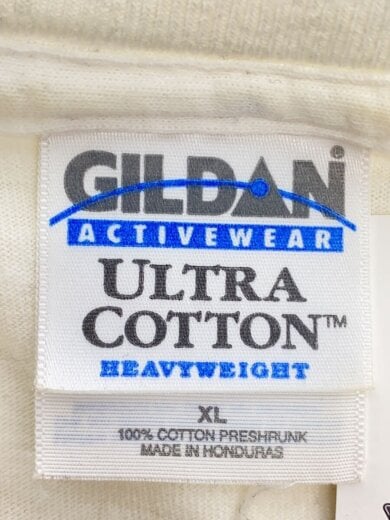 GILDAN®
ACTIVEWEAR
ULTRA
COTTON™
HEAVYWEIGHT
XL
100% COTTON PRESHRUNK
MADE IN HONDURAS